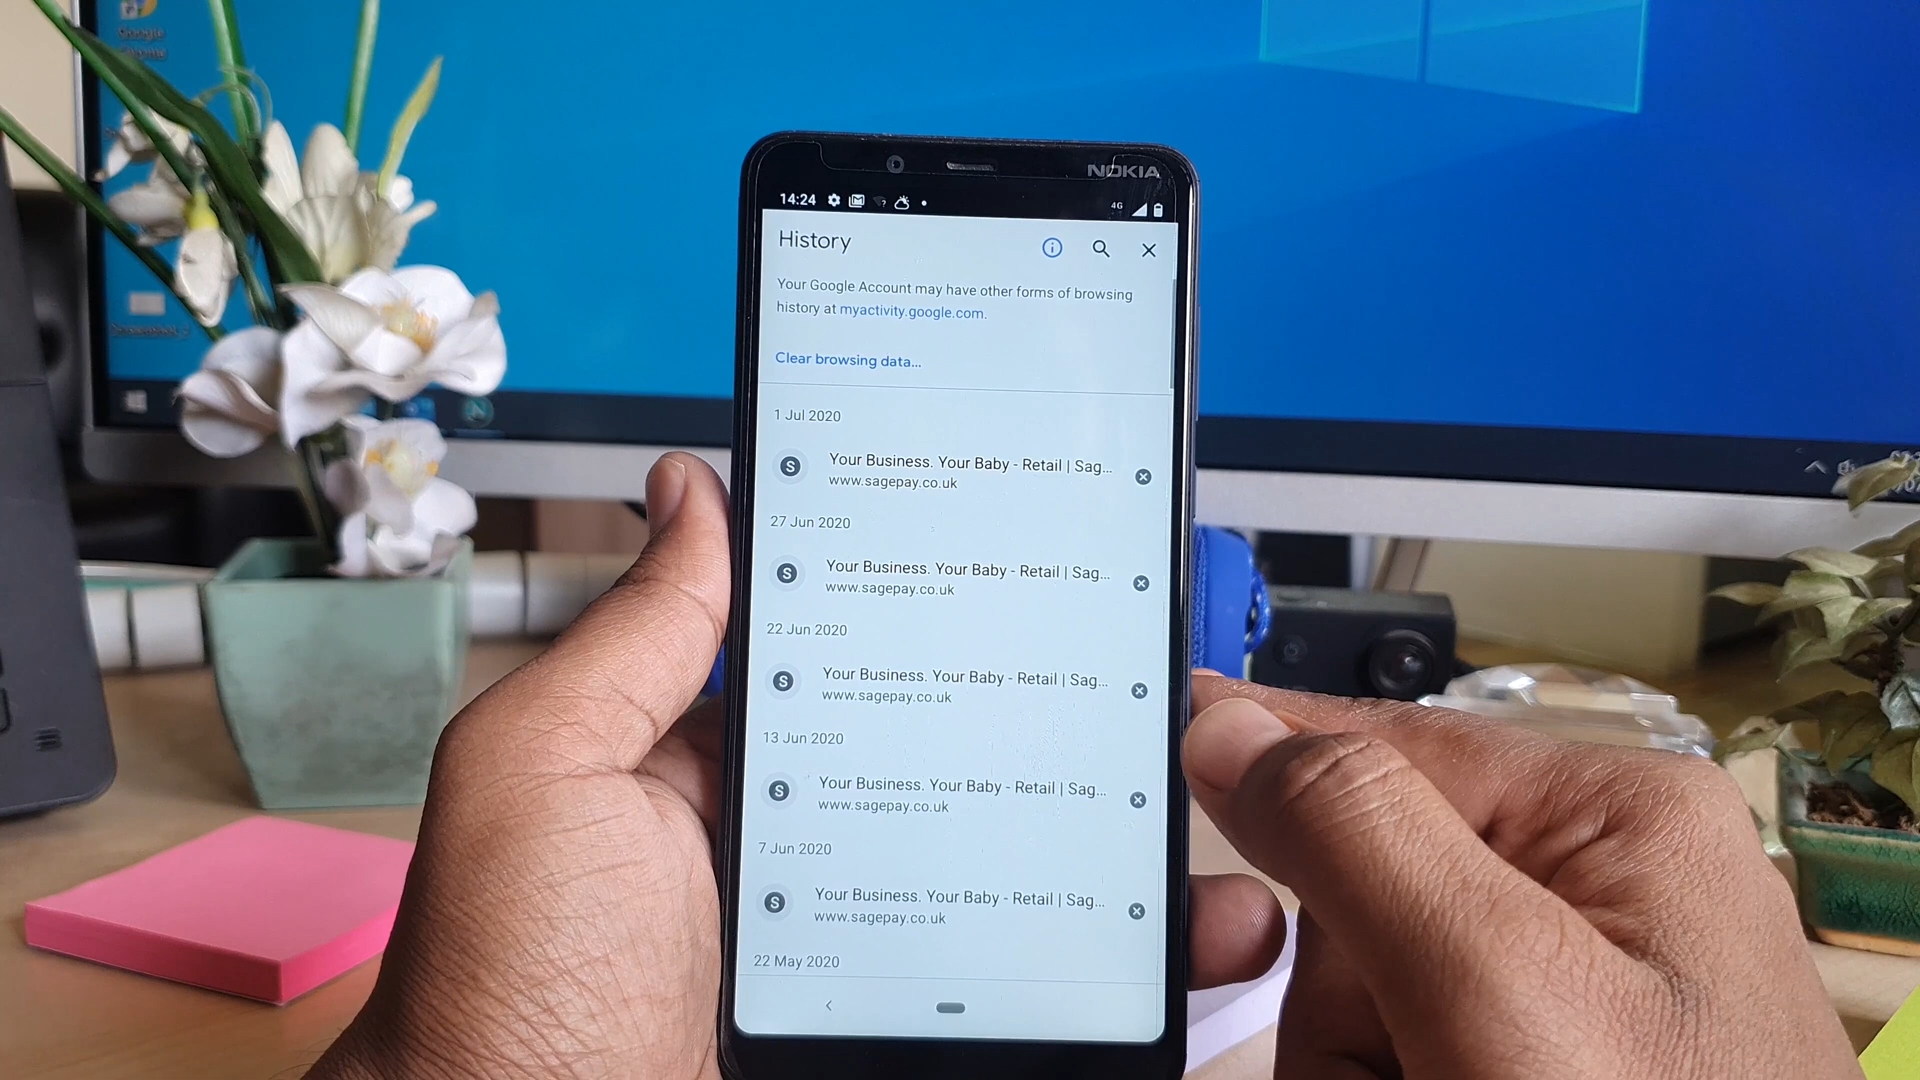 Google
Chrome
NOKIA
14:24
4G
History
Your Google Account may have other forms of browsing
history at myactivity.google.com.
Clear browsing data...
1 Jul 2020
S
Your Business. Your Baby - Retail | Sag...
www.sagepay.co.uk
27 Jun 2020
S
Your Business. Your Baby - Retail | Sag...
www.sagepay.co.uk
22 Jun 2020
S
Your Business. Your Baby - Retail | Sag...
www.sagepay.co.uk
13 Jun 2020
S
Your Business. Your Baby - Retail | Sag...
www.sagepay.co.uk
7 Jun 2020
S
Your Business. Your Baby - Retail | Sag...
www.sagepay.co.uk
22 May 2020